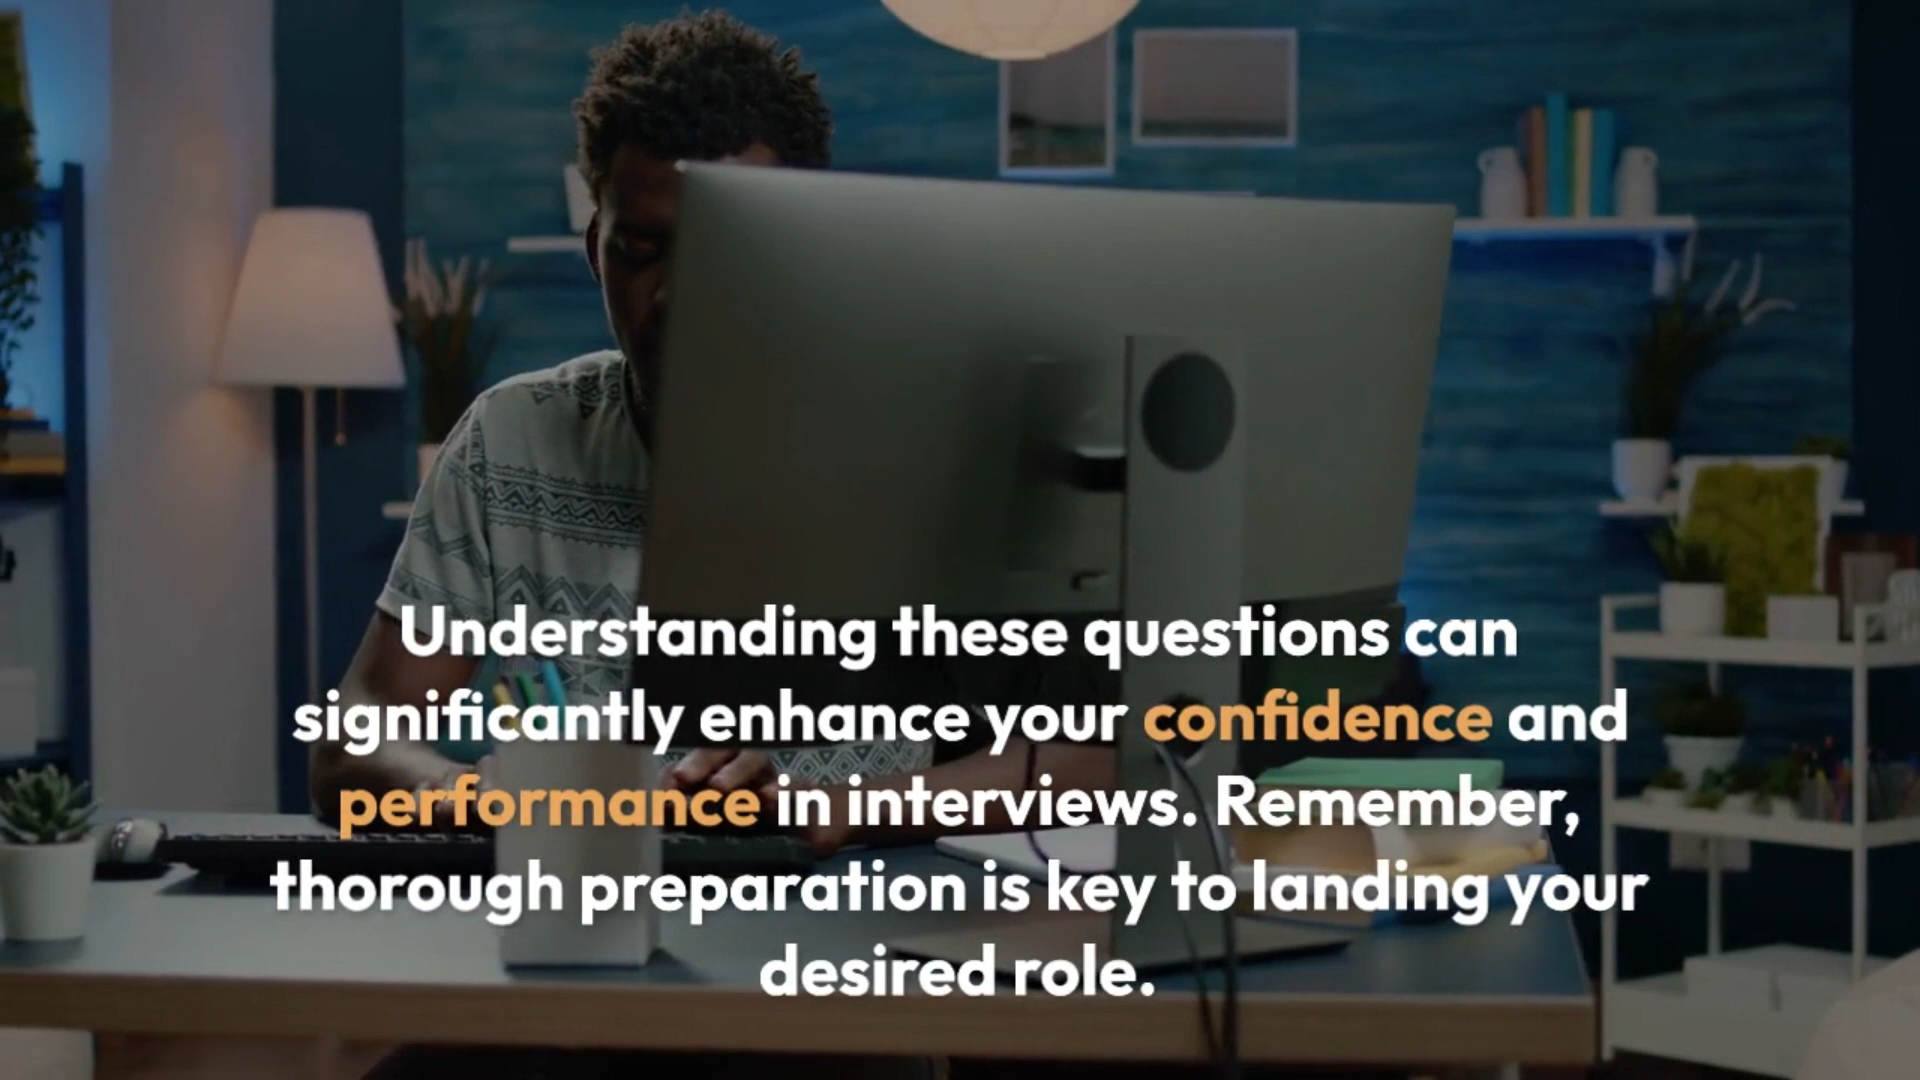 Understanding these questions can
significantly enhance your confidence and
performance in interviews. Remember,
thorough preparation is key to landing your
desired role.